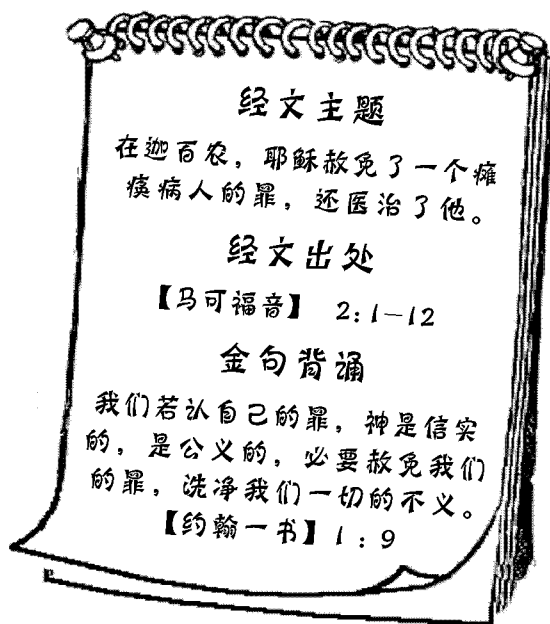 经文主题
在迦百农，耶稣赦免了一个瘫
痪病人的罪，还医治了他。
经文出处
【马可福音】 2：1—12
金句背诵
我们若认自己的罪，神是信实
的，是公义的，必要赦免我们
的罪，洗净我们一切的不义。
【约翰一书】1：9